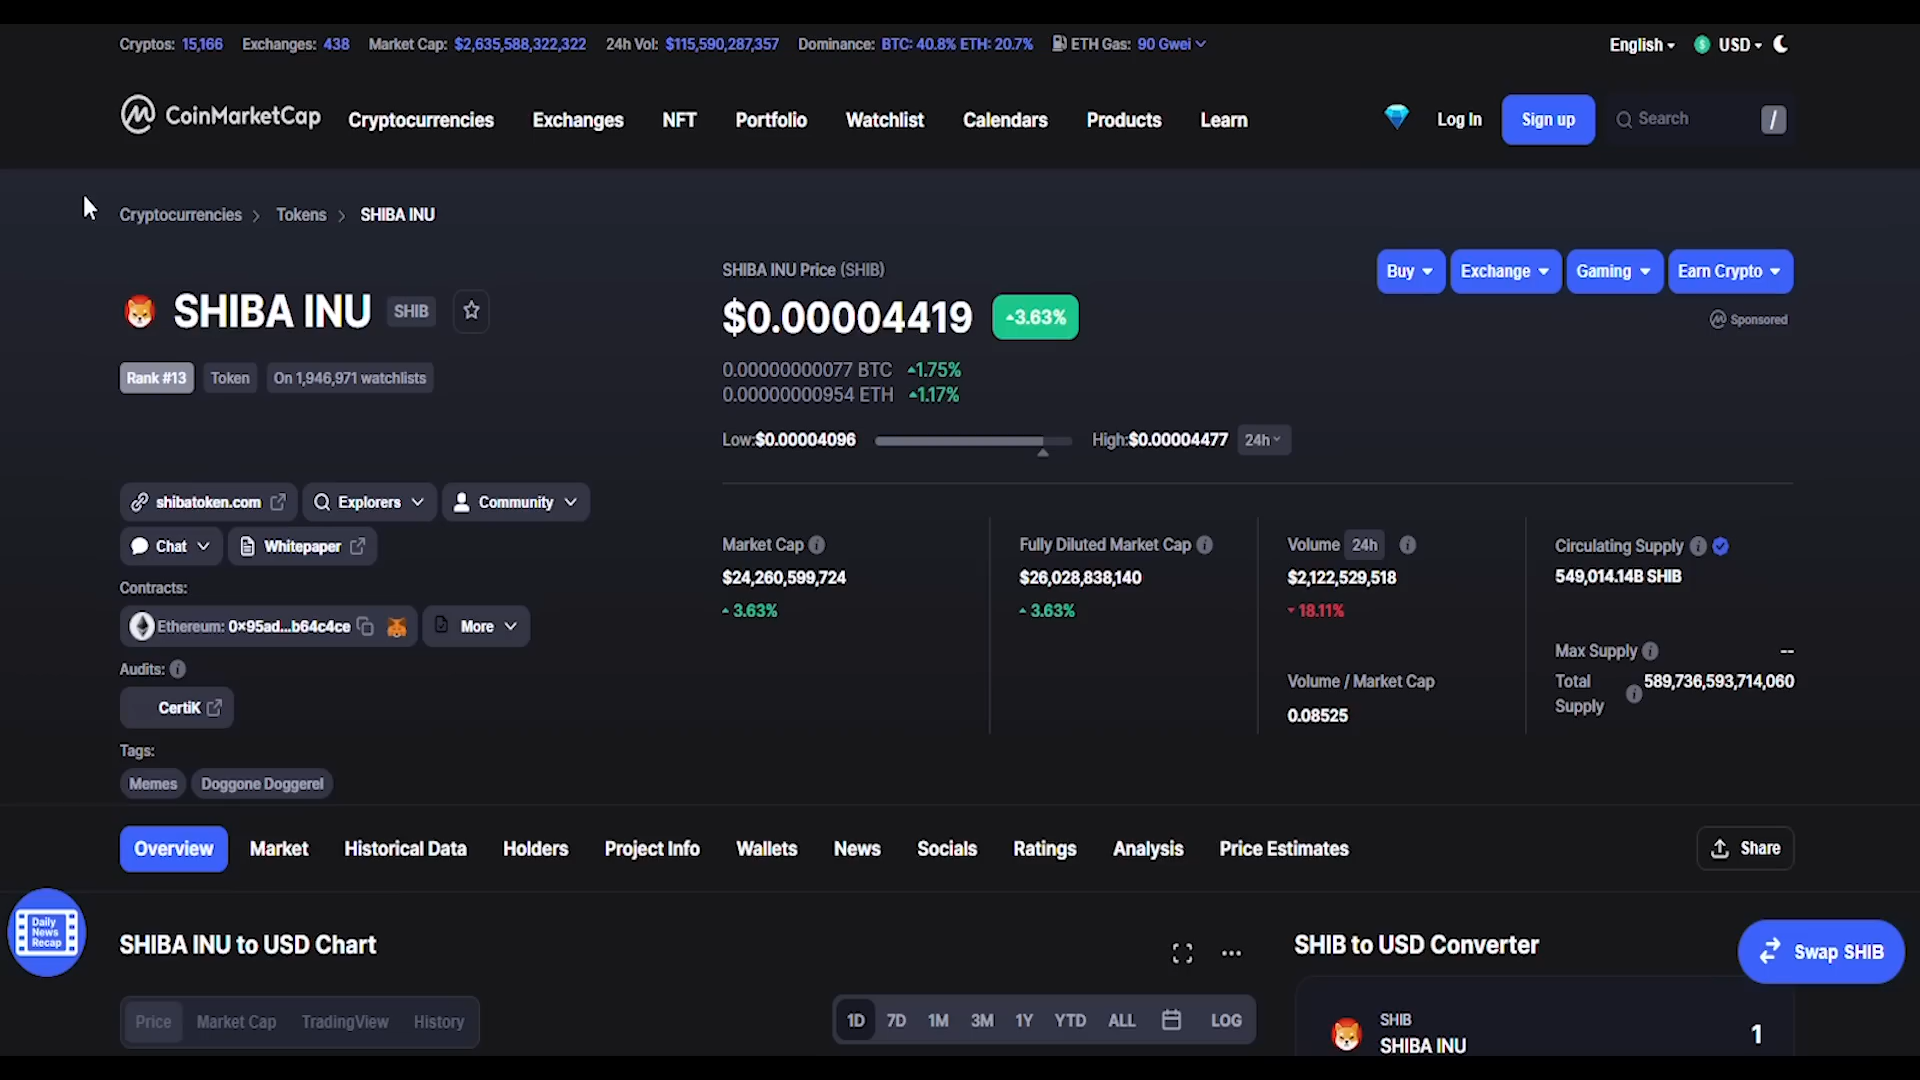 Cryptos: 15,166 Exchanges: 438 Market Cap: $2,635,588,322,322 24h Vol: $115,590,287,357 Dominance: BTC: 40.8% ETH: 20.7% ETH Gas: 90 Gwei English USD
CoinMarketCap Cryptocurrencies Exchanges NFT Portfolio Watchlist Calendars Products Learn Log In Sign up Search /
Cryptocurrencies > Tokens > SHIBA INU
SHIBA INU SHIB
Rank #13 Token On 1,946,971 watchlists
SHIBA INU Price (SHIB)
$0.00004419 3.63%
0.00000000077 BTC 1.75%
0.00000000954 ETH 1.17%
Low:$0.00004096 High:$0.00004477 24h
Buy Exchange Gaming Earn Crypto
Sponsored
shibatoken.com Explorers Community
Chat Whitepaper
Contracts:
Ethereum: 0x95ad...b64c4ce More
Audits:
CertiK
Tags:
Memes Doggone Doggerel
Market Cap
$24,260,599,724
3.63%
Fully Diluted Market Cap
$26,028,838,140
3.63%
Volume 24h
$2,122,529,518
18.11%
Volume / Market Cap
0.08525
Circulating Supply
549,014.14B SHIB
Max Supply --
Total Supply 589,736,593,714,060
Overview Market Historical Data Holders Project Info Wallets News Socials Ratings Analysis Price Estimates Share
Daily
News
Recap
SHIBA INU to USD Chart
Price Market Cap TradingView History
1D 7D 1M 3M 1Y YTD ALL LOG
SHIB to USD Converter
Swap SHIB
SHIB
SHIBA INU 1